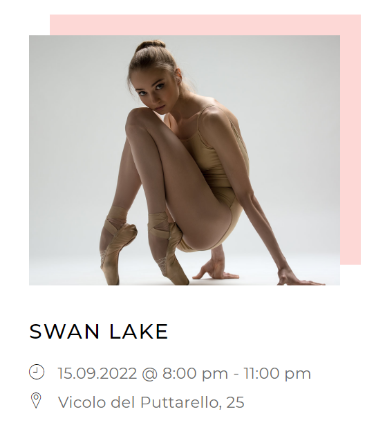 SWAN LAKE
15.09.2022 @ 8:00 pm - 11:00 pm
Vicolo del Puttarello, 25